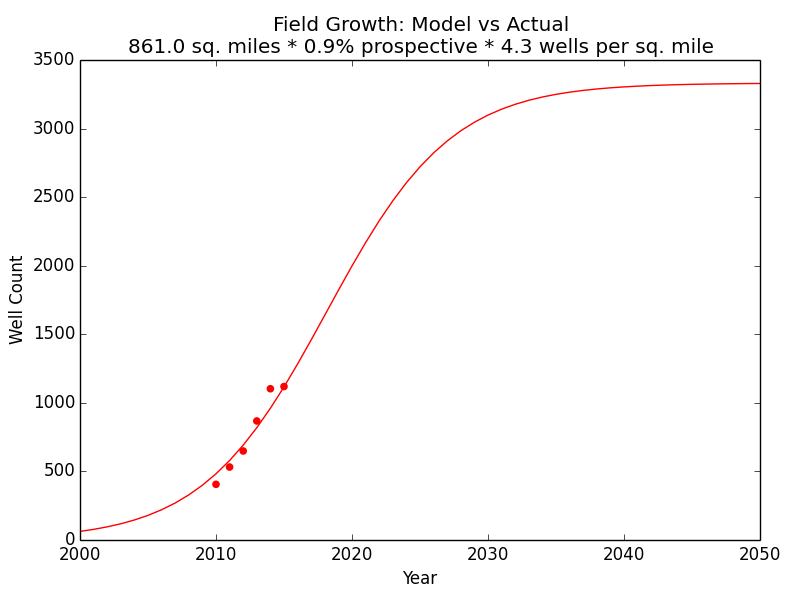 Field Growth: Model vs Actual
861.0 sq. miles * 0.9% prospective * 4.3 wells per sq. mile
3500
3000
2500
2000
1500
1000
500
0
Well Count
2000 2010 2020 2030 2040 2050
Year